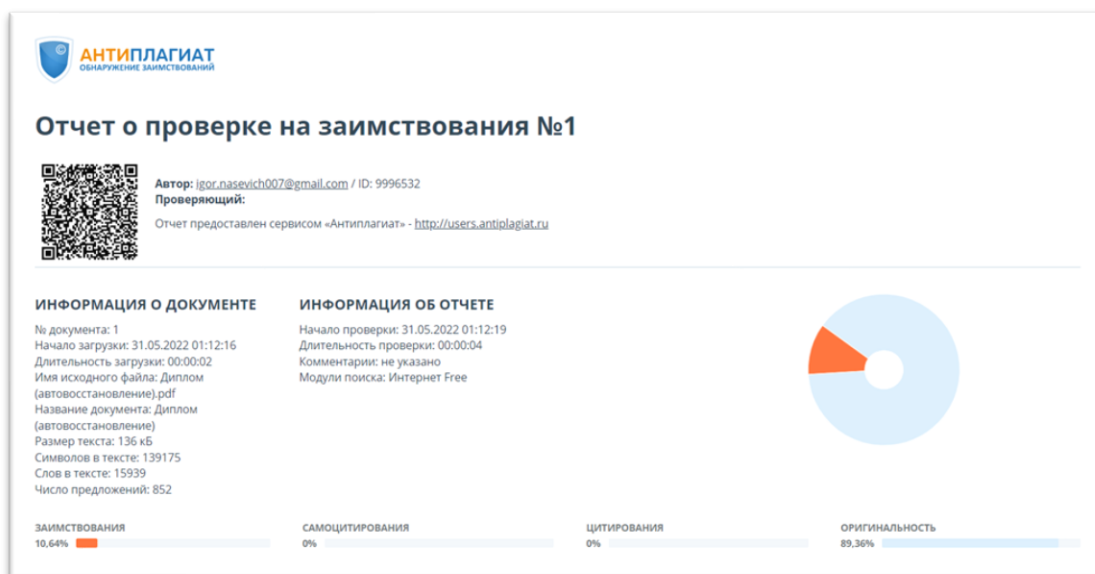 АНТИПЛАГИАТ
ОБНАРУЖЕНИЕ ЗАИМСТВОВАНИЙ
Отчет о проверке на заимствования №1
Автор: igor.nasevich007@gmail.com / ID: 9996532
Проверяющий:
Отчет предоставлен сервисом «Антиплагиат» - http://users.antiplagiat.ru
ИНФОРМАЦИЯ О ДОКУМЕНТЕ
№ документа: 1
Начало загрузки: 31.05.2022 01:12:16
Длительность загрузки: 00:00:02
Имя исходного файла: Диплом
(автовосстановление).pdf
Название документа: Диплом
(автовосстановление)
Размер текста: 136 кБ
Символов в тексте: 139175
Слов в тексте: 15939
Число предложений: 852
ИНФОРМАЦИЯ ОБ ОТЧЕТЕ
Начало проверки: 31.05.2022 01:12:19
Длительность проверки: 00:00:04
Комментарии: не указано
Модули поиска: Интернет Free
ЗАИМСТВОВАНИЯ
10,64%
САМОЦИТИРОВАНИЯ
0%
ЦИТИРОВАНИЯ
0%
ОРИГИНАЛЬНОСТЬ
89,36%